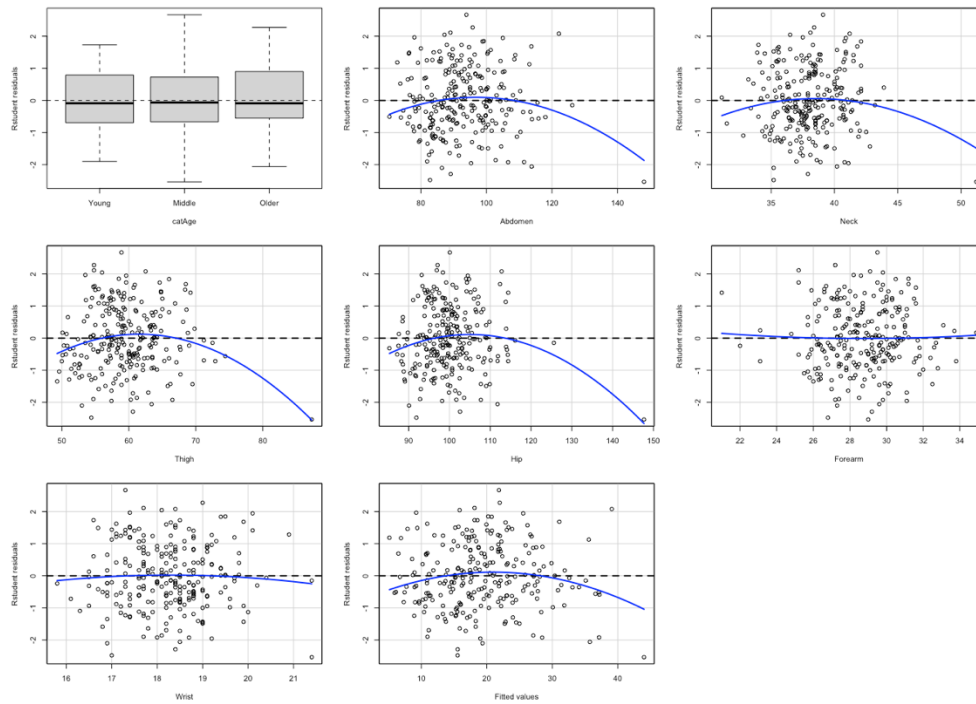 Rstudent residuals
2
1
0
-1
-2
Young Middle Older
catAge
Rstudent residuals
2
1
0
-1
-2
80 100 120 140
Abdomen
Rstudent residuals
2
1
0
-1
-2
35 40 45 50
Neck
Rstudent residuals
2
1
0
-1
-2
50 60 70 80
Thigh
Rstudent residuals
2
1
0
-1
-2
90 100 110 120 130 140 150
Hip
Rstudent residuals
2
1
0
-1
-2
22 24 26 28 30 32 34
Forearm
Rstudent residuals
2
1
0
-1
-2
16 17 18 19 20 21
Wrist
Rstudent residuals
2
1
0
-1
-2
10 20 30 40
Fitted values